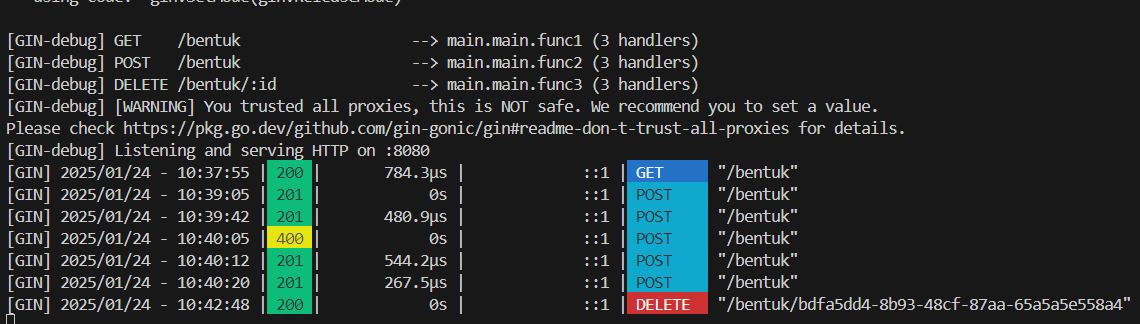 using code: gin.SetMode(gin.ReleaseMode)
[GIN-debug] GET /bentuk --> main.main.func1 (3 handlers)
[GIN-debug] POST /bentuk --> main.main.func2 (3 handlers)
[GIN-debug] DELETE /bentuk/:id --> main.main.func3 (3 handlers)
[GIN-debug] [WARNING] You trusted all proxies, this is NOT safe. We recommend you to set a value.
Please check https://pkg.go.dev/github.com/gin-gonic/gin#readme-don-t-trust-all-proxies for details.
[GIN-debug] Listening and serving HTTP on :8080
[GIN] 2025/01/24 - 10:37:55 | 200 | 784.3µs | ::1 | GET "/bentuk"
[GIN] 2025/01/24 - 10:39:05 | 201 | 0s | ::1 | POST "/bentuk"
[GIN] 2025/01/24 - 10:39:42 | 201 | 480.9µs | ::1 | POST "/bentuk"
[GIN] 2025/01/24 - 10:40:05 | 400 | 0s | ::1 | POST "/bentuk"
[GIN] 2025/01/24 - 10:40:12 | 201 | 544.2µs | ::1 | POST "/bentuk"
[GIN] 2025/01/24 - 10:40:20 | 201 | 267.5µs | ::1 | POST "/bentuk"
[GIN] 2025/01/24 - 10:42:48 | 200 | 0s | ::1 | DELETE "/bentuk/bdfa5dd4-8b93-48cf-87aa-65a5a5e558a4"